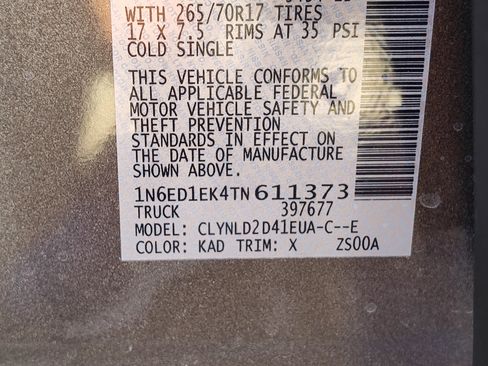 WITH 265/70R17 TIRES
17 X 7.5 RIMS AT 35 PSI
COLD SINGLE
THIS VEHICLE CONFORMS TO
ALL APPLICABLE FEDERAL
MOTOR VEHICLE SAFETY AND
THEFT PREVENTION
STANDARDS IN EFFECT ON
THE DATE OF MANUFACTURE
SHOWN ABOVE.
1N6ED1EK4TN611373
TRUCK 397677
MODEL: CLYNLD2D41EUA-C--E
COLOR: KAD TRIM: X ZS00A